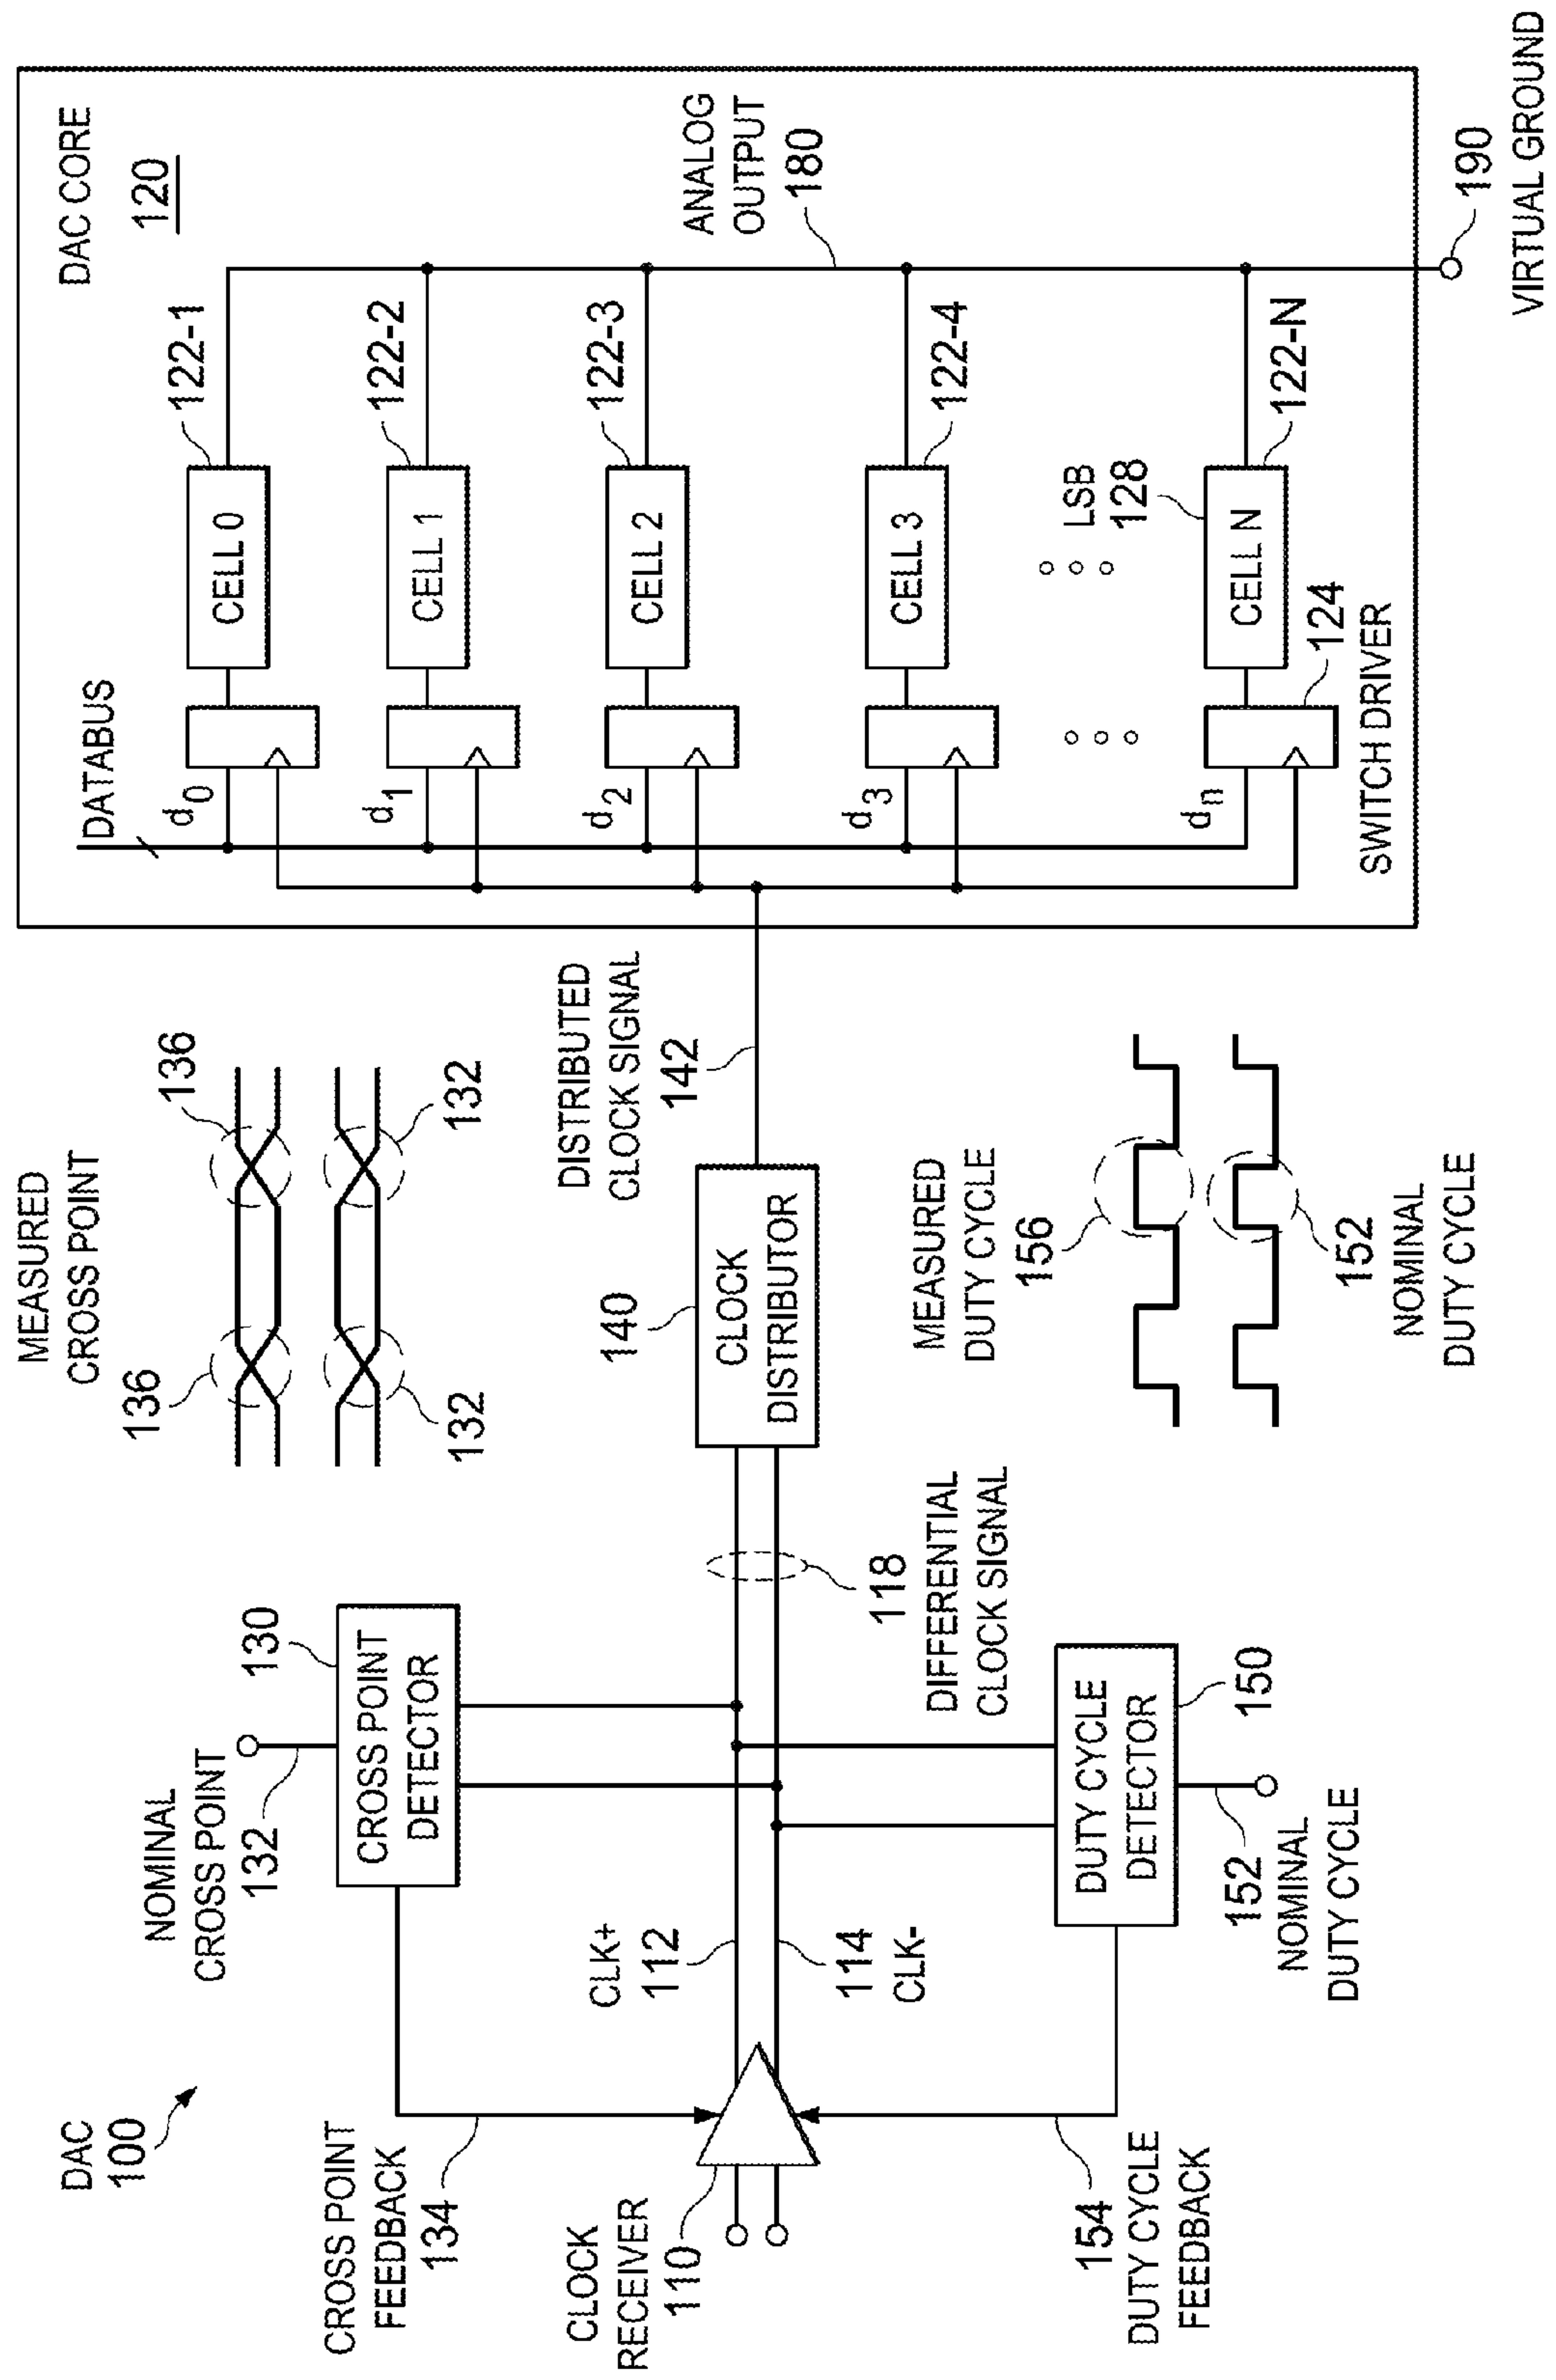 DAC
100
CROSS POINT
FEEDBACK
134
CLOCK
RECEIVER
110
154
DUTY CYCLE
FEEDBACK
NOMINAL
CROSS POINT
132
130
CROSS POINT
DETECTOR
CLK+
112
114
CLK-
118
DIFFERENTIAL
CLOCK SIGNAL
DUTY CYCLE
DETECTOR
150
152
NOMINAL
DUTY CYCLE
MEASURED
CROSS POINT
136
136
132
132
140
CLOCK
DISTRIBUTOR
DISTRIBUTED
CLOCK SIGNAL
142
MEASURED
DUTY CYCLE
156
152
NOMINAL
DUTY CYCLE
DAC CORE
120
DATABUS
d0
CELL 0
122-1
d1
CELL 1
122-2
d2
CELL 2
122-3
d3
CELL 3
122-4
LSB
128
dn
CELL N
122-N
124
SWITCH DRIVER
ANALOG
OUTPUT
180
190
VIRTUAL GROUND